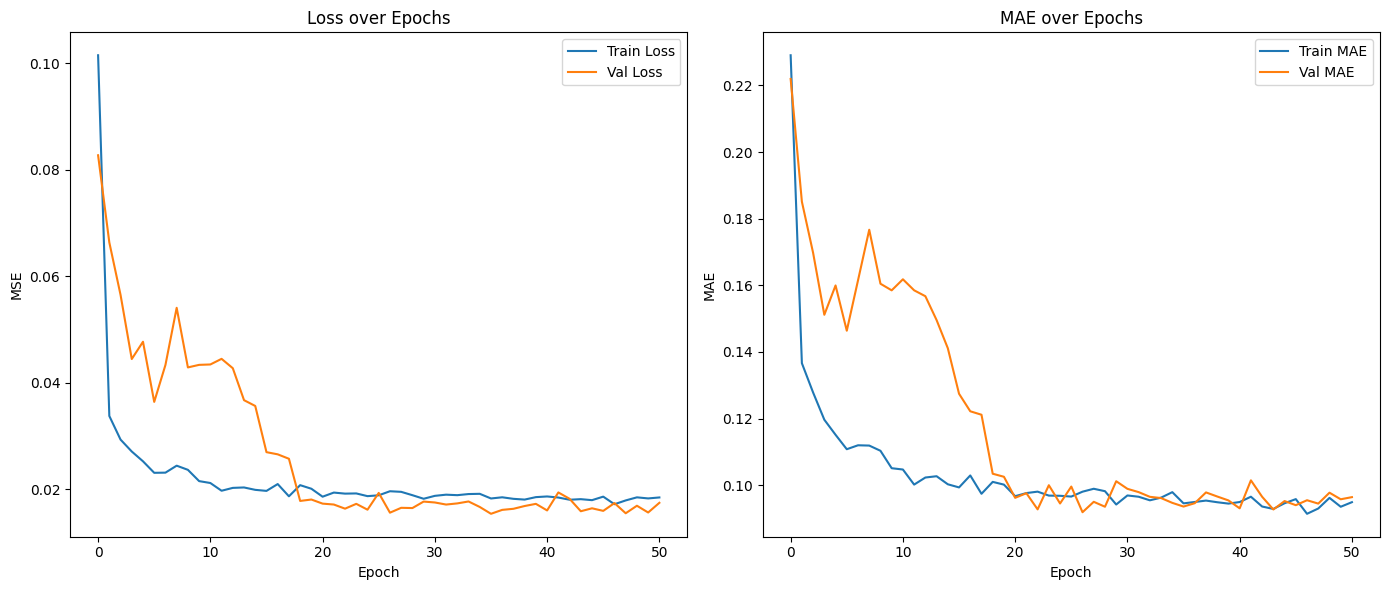 Loss over Epochs
Train Loss
Val Loss
0.10
0.08
0.06
0.04
0.02
MSE
0
10
20
30
40
50
Epoch
MAE over Epochs
Train MAE
Val MAE
0.22
0.20
0.18
0.16
0.14
0.12
0.10
MAE
0
10
20
30
40
50
Epoch